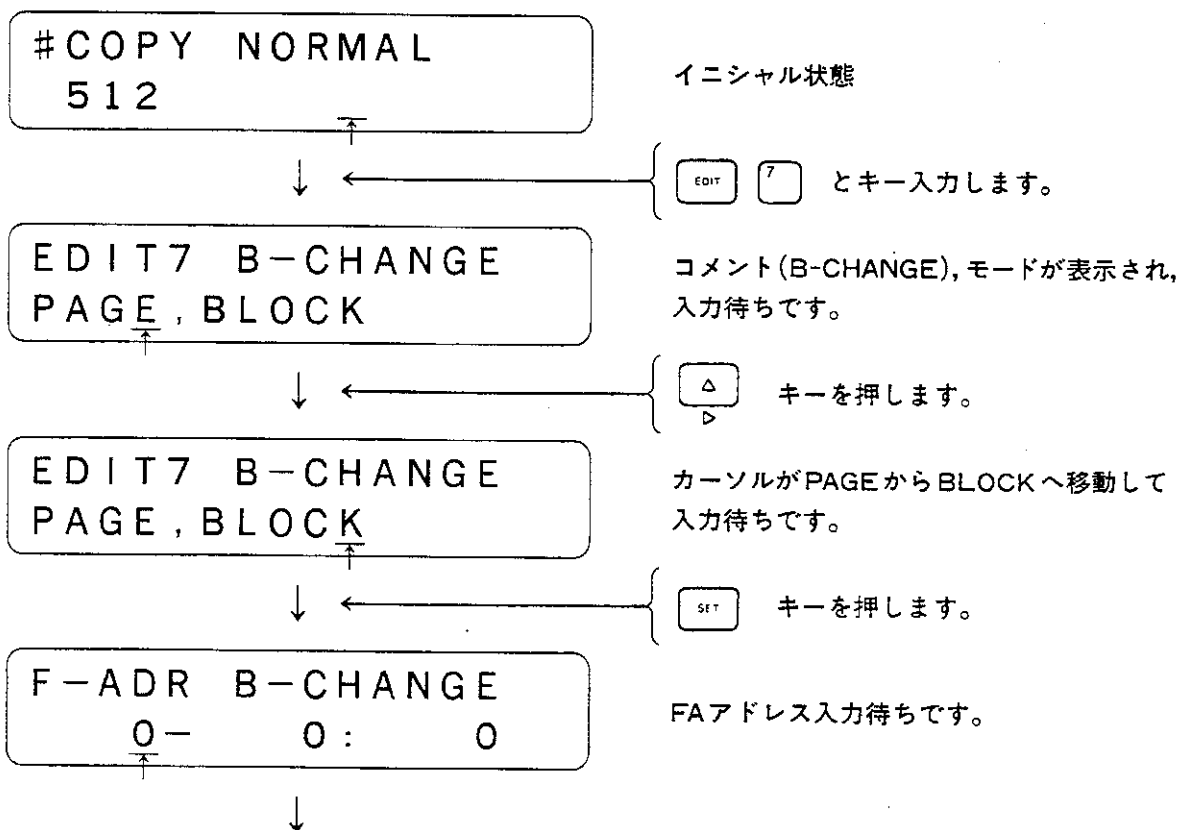 #COPY NORMAL
512
イニシャル状態
EDIT 7 とキー入力します。
EDIT7 B-CHANGE
PAGE,BLOCK
コメント(B-CHANGE),モードが表示され,
入力待ちです。
△
▷ キーを押します。
EDIT7 B-CHANGE
PAGE,BLOCK
カーソルがPAGEからBLOCKへ移動して
入力待ちです。
SET キーを押します。
F-ADR B-CHANGE
0- 0: 0
FAアドレス入力待ちです。